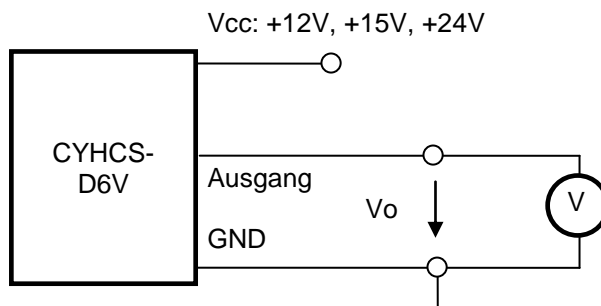 Vcc: +12V, +15V, +24V
CYHCS-
D6V
Ausgang
Vo
V
GND